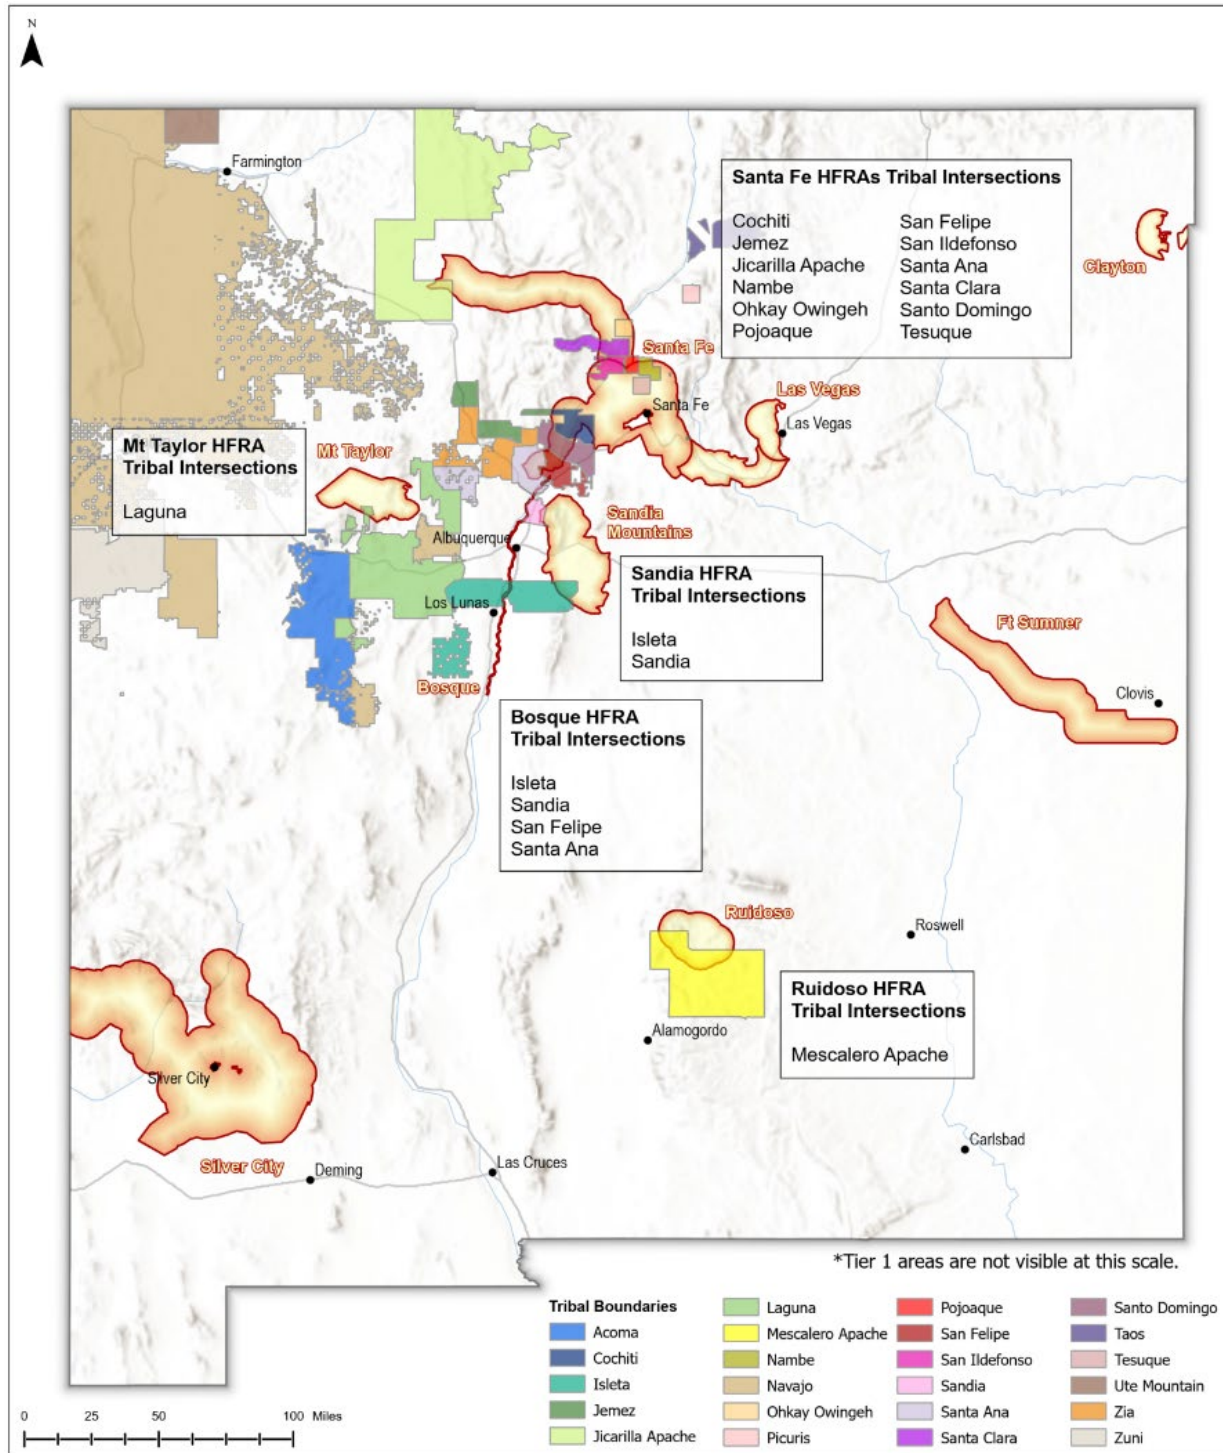 N
Farmington
Santa Fe HFRAs Tribal Intersections
Cochiti
Jemez
Jicarilla Apache
Nambe
Ohkay Owingeh
Pojoaque
San Felipe
San Ildefonso
Santa Ana
Santa Clara
Santo Domingo
Tesuque
Clayton
Santa Fe
Santa Fe
Las Vegas
Las Vegas
Mt Taylor HFRA
Tribal Intersections
Laguna
Mt Taylor
Sandia
Mountains
Albuquerque
Sandia HFRA
Tribal Intersections
Isleta
Sandia
Los Lunas
Ft Sumner
Bosque
Clovis
Bosque HFRA
Tribal Intersections
Isleta
Sandia
San Felipe
Santa Ana
Ruidoso
Roswell
Ruidoso HFRA
Tribal Intersections
Mescalero Apache
Alamogordo
Silver City
Silver City
Deming
Las Cruces
Carlsbad
*Tier 1 areas are not visible at this scale.
Tribal Boundaries
Acoma
Cochiti
Isleta
Jemez
Jicarilla Apache
Laguna
Mescalero Apache
Nambe
Navajo
Ohkay Owingeh
Picuris
Pojoaque
San Felipe
San Ildefonso
Sandia
Santa Ana
Santa Clara
Santo Domingo
Taos
Tesuque
Ute Mountain
Zia
Zuni
0 25 50 100 Miles